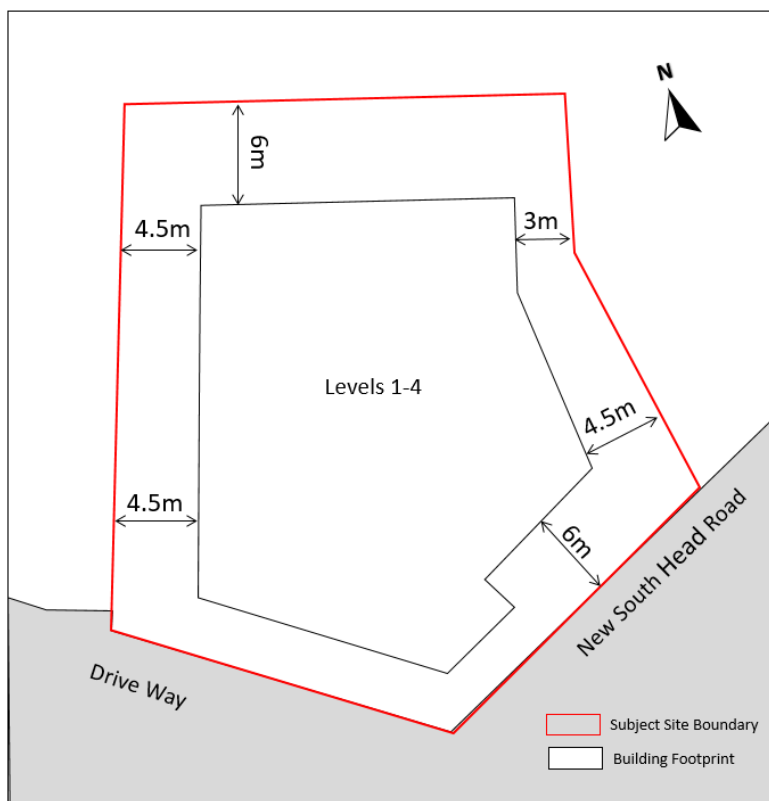 N
6m
4.5m
3m
Levels 1-4
4.5m
4.5m
6m
New South Head Road
Drive Way
Subject Site Boundary
Building Footprint